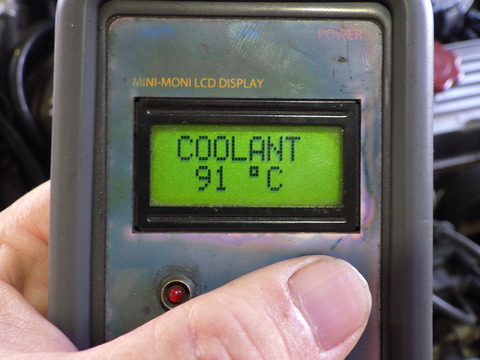 POWER
MINI-MONI LCD DISPLAY
COOLANT
91 °C